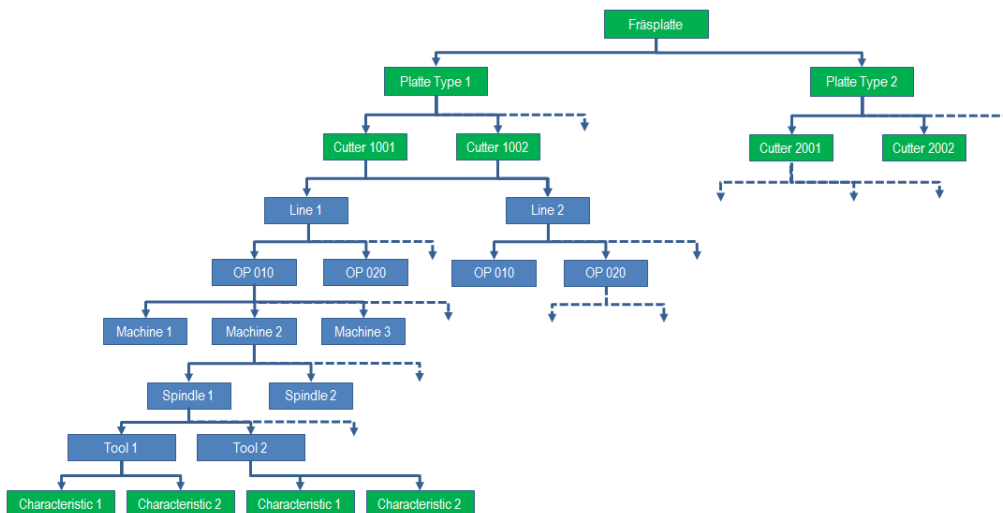 Fräsplatte
Platte Type 1
Platte Type 2
Cutter 1001
Cutter 1002
Cutter 2001
Cutter 2002
Line 1
Line 2
OP 010
OP 020
OP 010
OP 020
Machine 1
Machine 2
Machine 3
Spindle 1
Spindle 2
Tool 1
Tool 2
Characteristic 1
Characteristic 2
Characteristic 1
Characteristic 2